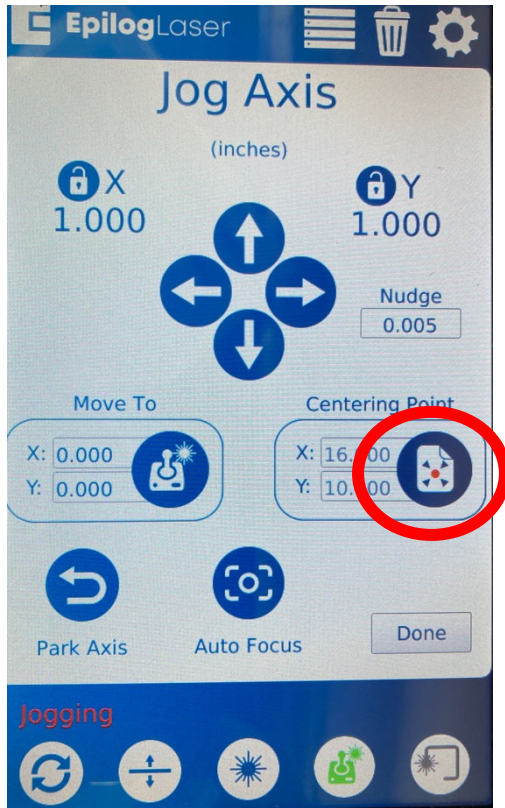 EpilogLaser
Jog Axis
(inches)
X
1.000
Y
1.000
Nudge
0.005
Move To
X: 0.000
Y: 0.000
Centering Point
X: 16.
Y: 10.
Park Axis
Auto Focus
Done
Jogging